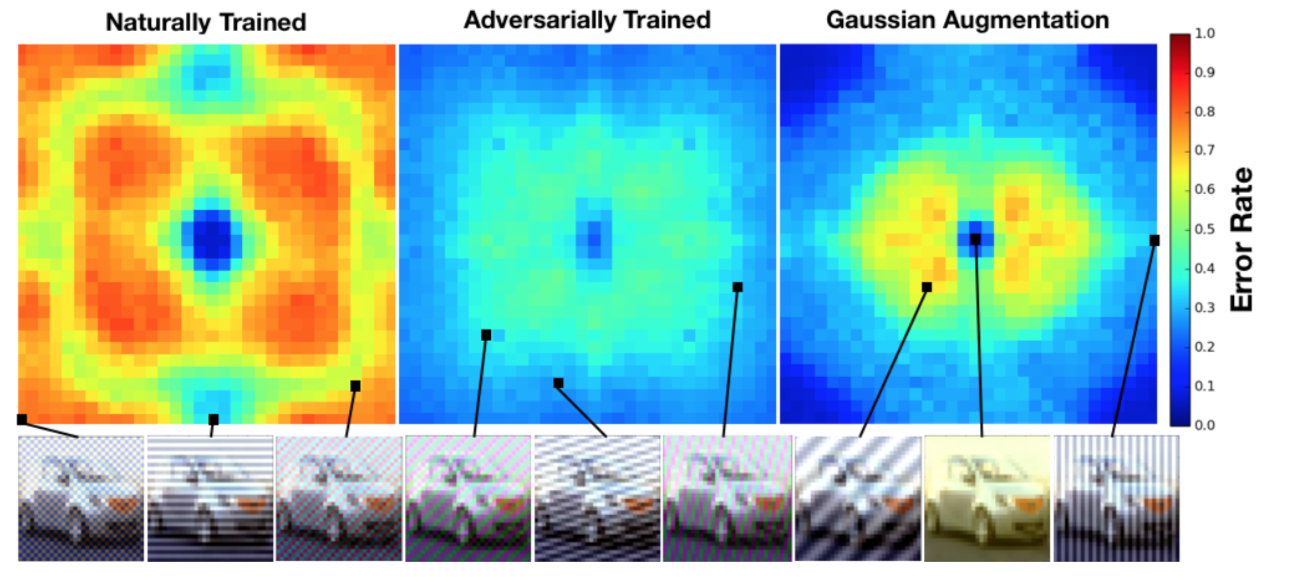 Naturally Trained
Adversarially Trained
Gaussian Augmentation
1.0
0.9
0.8
0.7
0.6
0.5
0.4
0.3
0.2
0.1
0.0
Error Rate